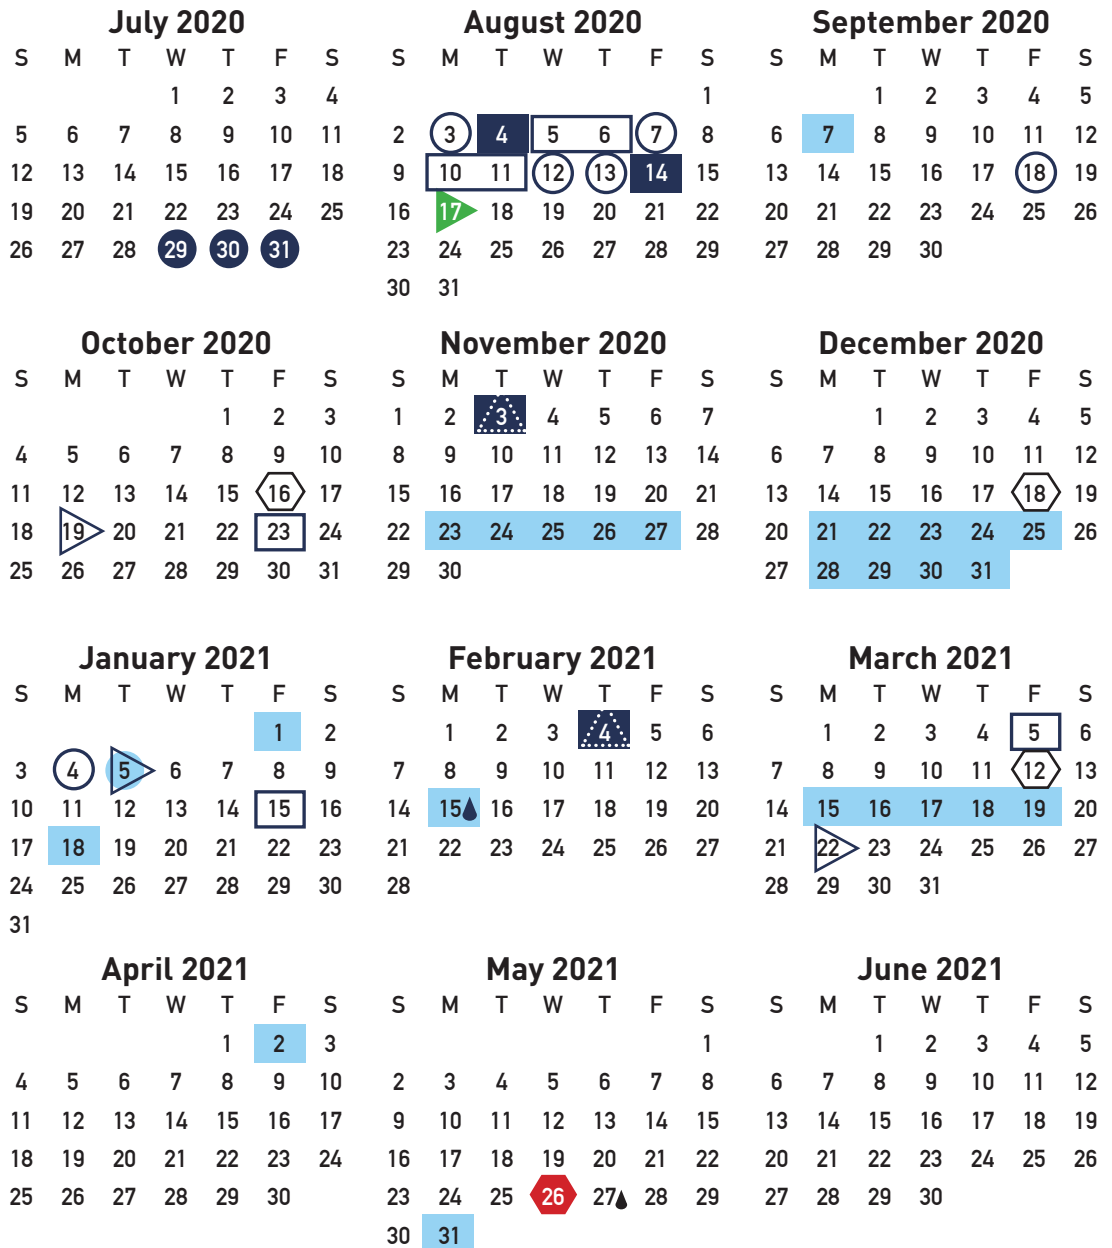 July 2020
S M T W T F S
1 2 3 4
5 6 7 8 9 10 11
12 13 14 15 16 17 18
19 20 21 22 23 24 25
26 27 28 29 30 31
August 2020
S M T W T F S
1
2 3 4 5 6 7 8
9 10 11 12 13 14 15
16 17 18 19 20 21 22
23 24 25 26 27 28 29
30 31
September 2020
S M T W T F S
1 2 3 4 5
6 7 8 9 10 11 12
13 14 15 16 17 18 19
20 21 22 23 24 25 26
27 28 29 30
October 2020
S M T W T F S
1 2 3
4 5 6 7 8 9 10
11 12 13 14 15 16 17
18 19 20 21 22 23 24
25 26 27 28 29 30 31
November 2020
S M T W T F S
1 2 3 4 5 6 7
8 9 10 11 12 13 14
15 16 17 18 19 20 21
22 23 24 25 26 27 28
29 30
December 2020
S M T W T F S
1 2 3 4 5
6 7 8 9 10 11 12
13 14 15 16 17 18 19
20 21 22 23 24 25 26
27 28 29 30 31
January 2021
S M T W T F S
1 2
3 4 5 6 7 8 9
10 11 12 13 14 15 16
17 18 19 20 21 22 23
24 25 26 27 28 29 30
31
February 2021
S M T W T F S
1 2 3 4 5 6
7 8 9 10 11 12 13
14 15 16 17 18 19 20
21 22 23 24 25 26 27
28
March 2021
S M T W T F S
1 2 3 4 5 6
7 8 9 10 11 12 13
14 15 16 17 18 19 20
21 22 23 24 25 26 27
28 29 30 31
April 2021
S M T W T F S
1 2 3
4 5 6 7 8 9 10
11 12 13 14 15 16 17
18 19 20 21 22 23 24
25 26 27 28 29 30
May 2021
S M T W T F S
1
2 3 4 5 6 7 8
9 10 11 12 13 14 15
16 17 18 19 20 21 22
23 24 25 26 27 28 29
30 31
June 2021
S M T W T F S
1 2 3 4 5
6 7 8 9 10 11 12
13 14 15 16 17 18 19
20 21 22 23 24 25 26
27 28 29 30